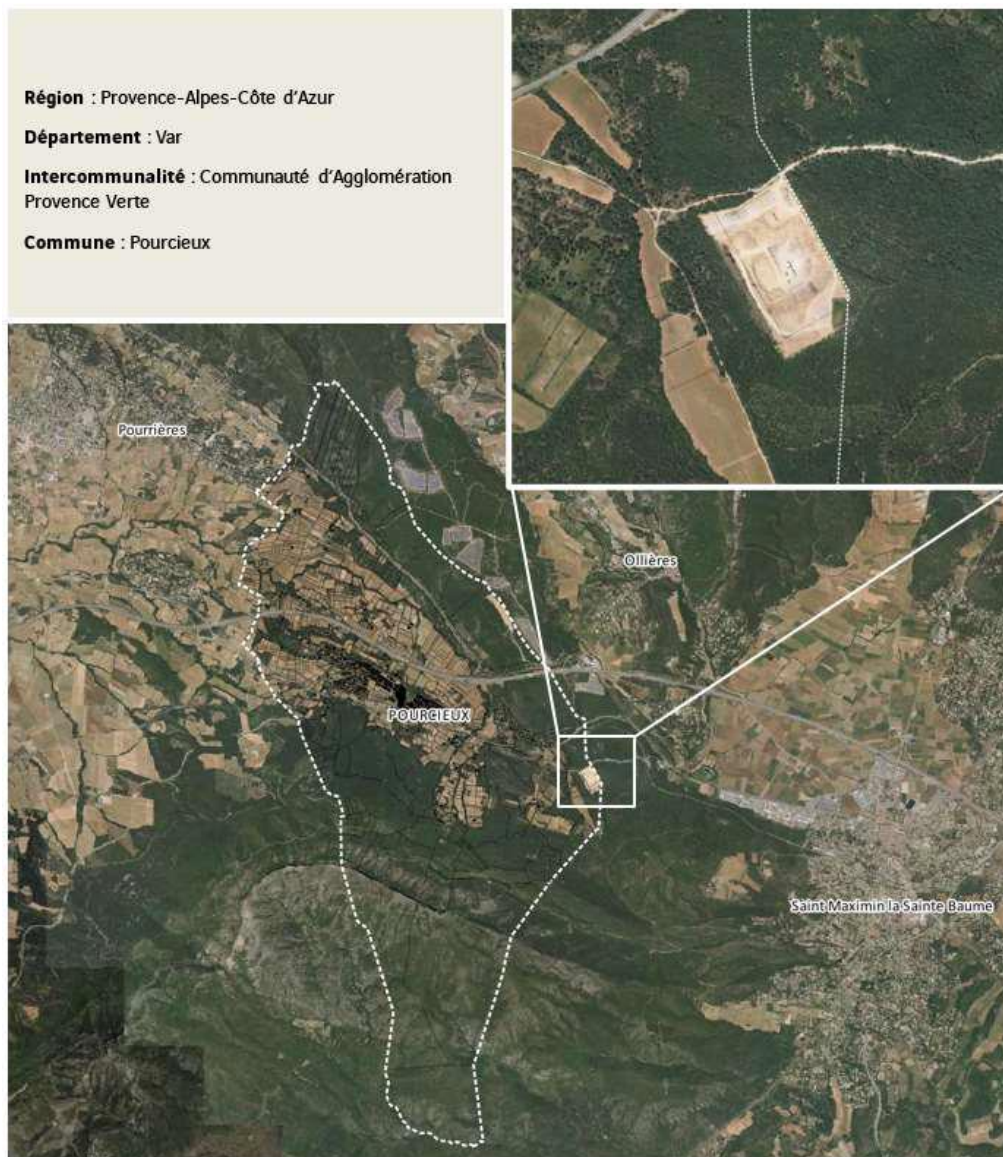 Région : Provence-Alpes-Côte d'Azur
Département : Var
Intercommunalité : Communauté d'Agglomération
Provence Verte
Commune : Pourcieux
Pourrières
Ollières
POURCIEUX
Saint Maximin la Sainte Baume